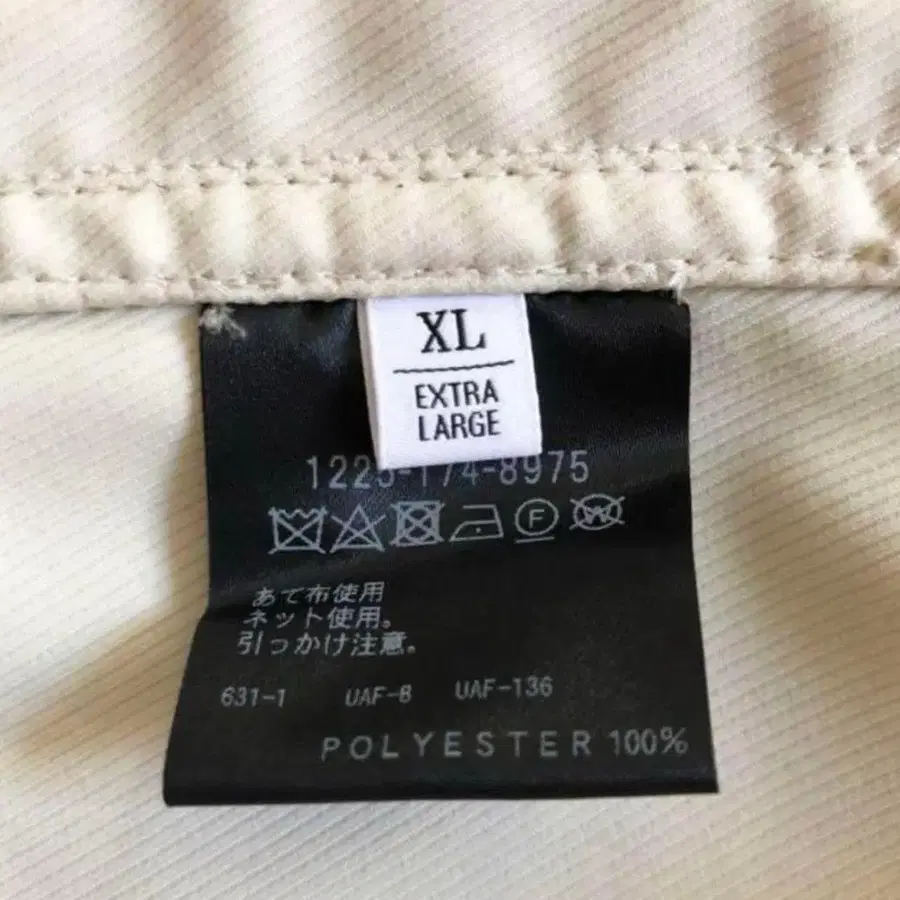 XL
EXTRA
LARGE
1225-174-8975
F W
あて布使用
ネット使用。
引っかけ注意。
631-1 UAF-8 UAF-136
POLYESTER 100%